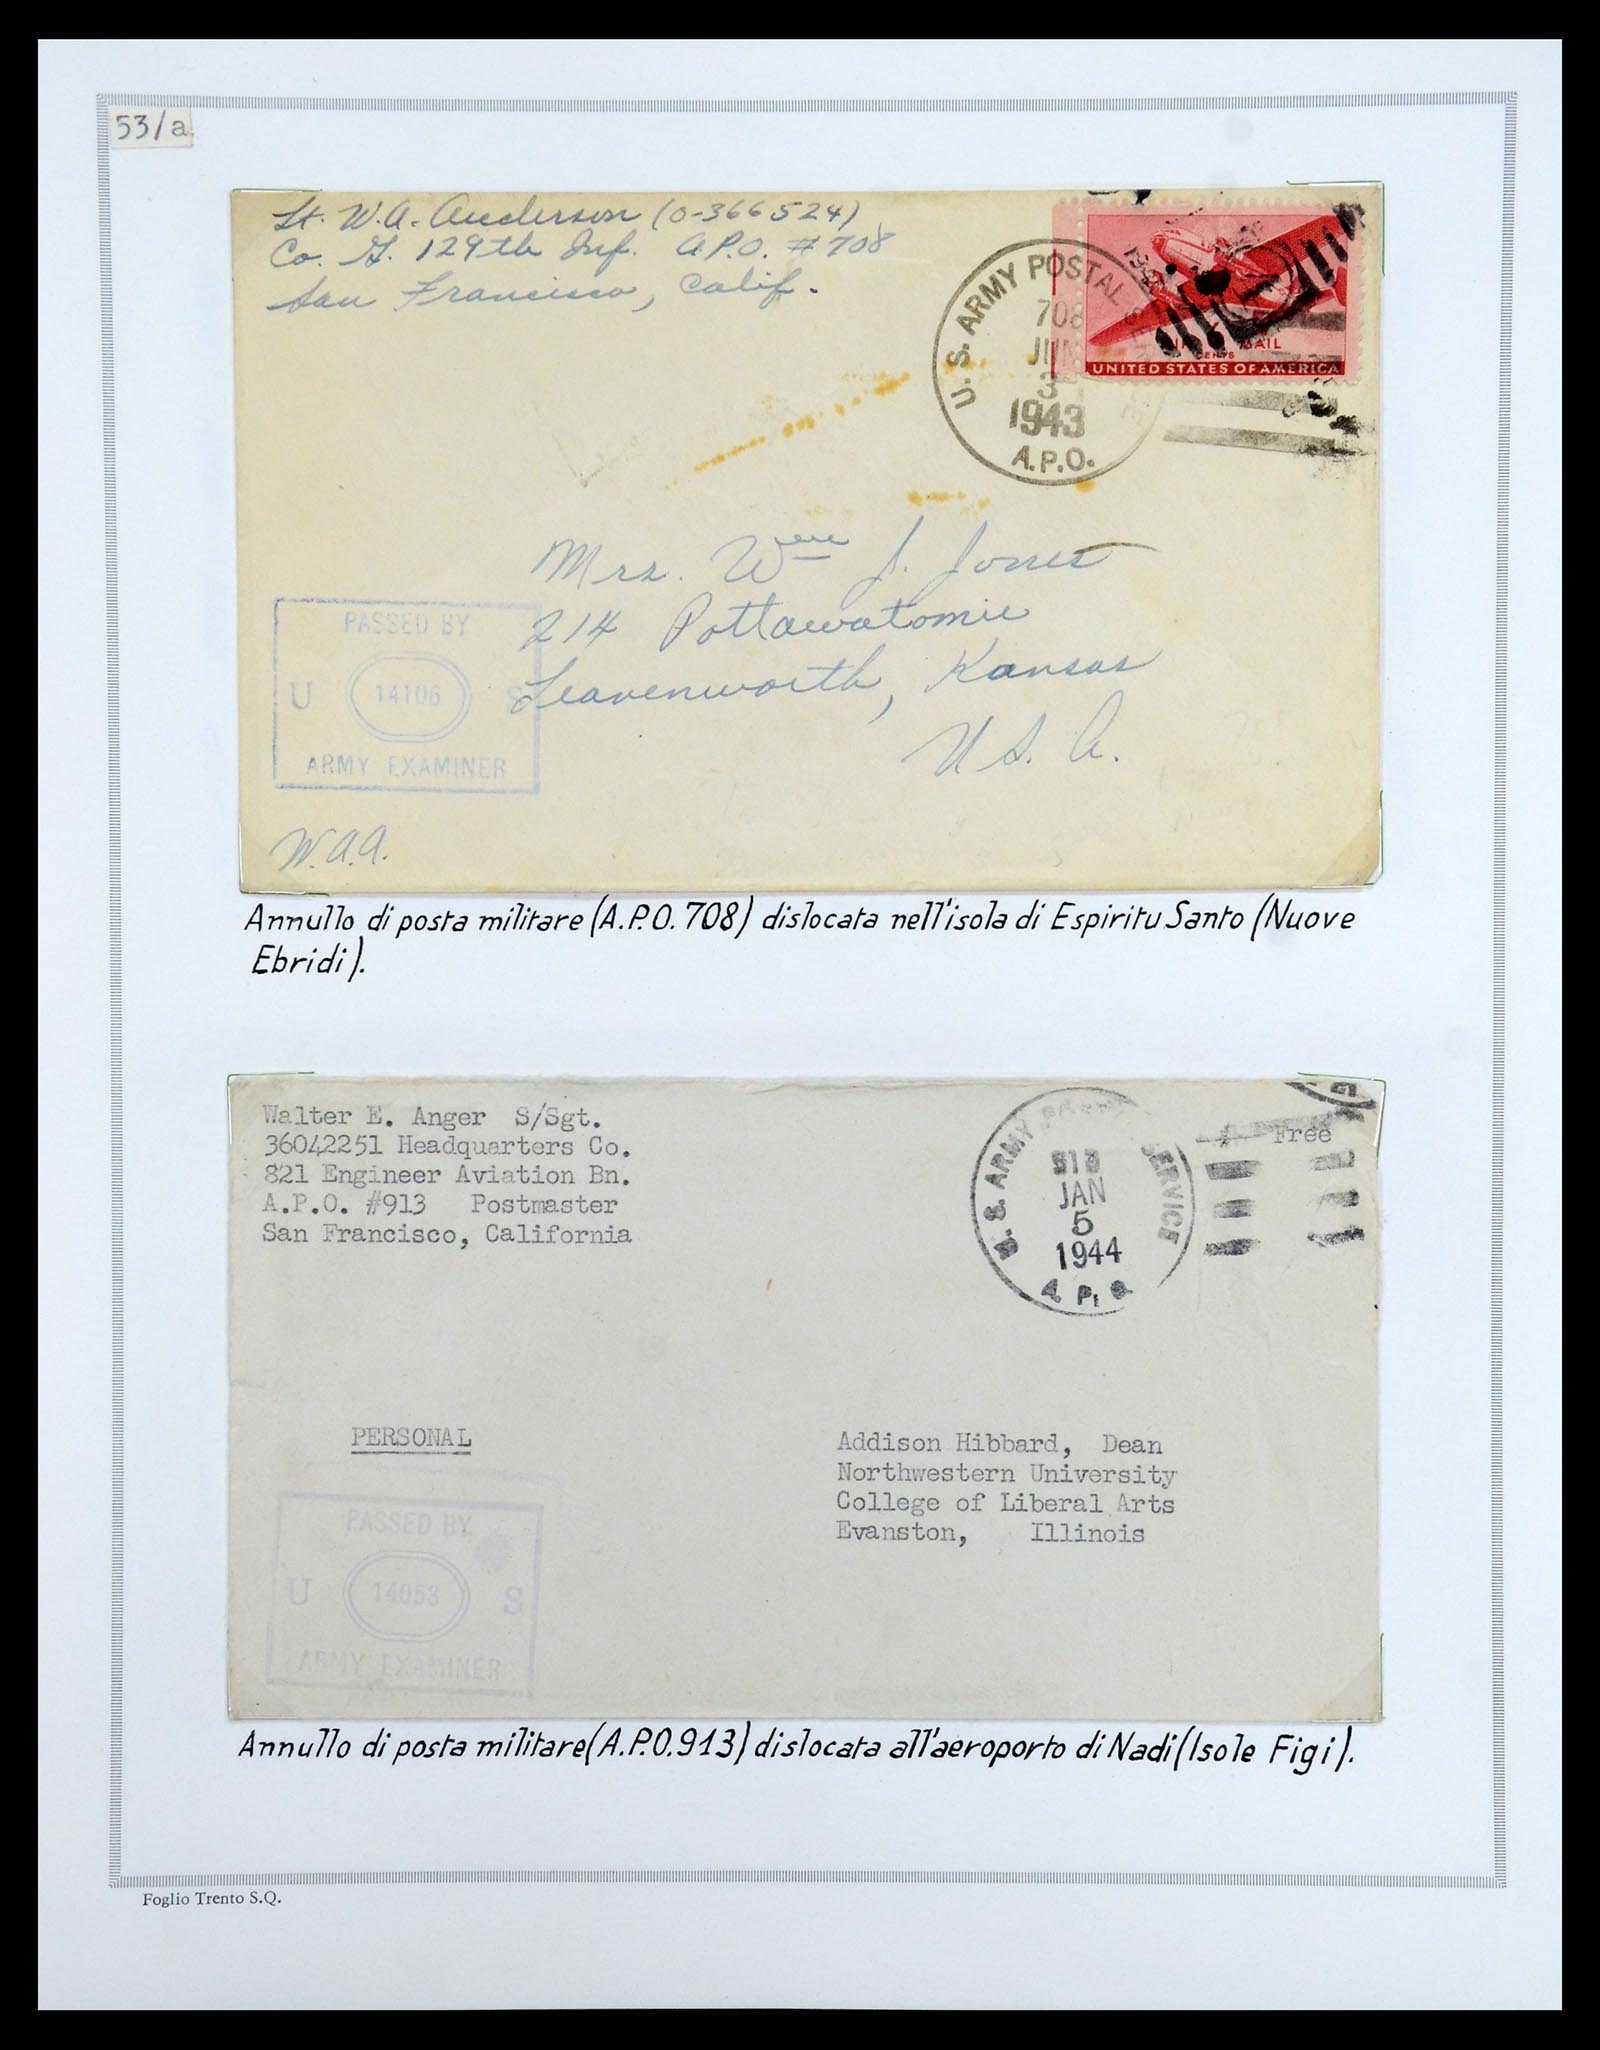 53/a
Lt. W.A. Anderson (O-366524)
Co. G. 129th Inf. A.P.O. #708
San Francisco, Calif.
U.S. ARMY POSTAL
708
JUN
3
1943
A.P.O.
MAIL
CENTS
UNITED STATES OF AMERICA
Mrs. Wm J. Jones
214 Pottawatomie
Leavenworth, Kansas
U.S.A.
PASSED BY
U 14106 S
ARMY EXAMINER
W.A.A.
Annullo di posta militare (A.P.O. 708) dislocata nell'isola di Espiritu Santo (Nuove
Ebridi).
Walter E. Anger S/Sgt.
36042251 Headquarters Co.
821 Engineer Aviation Bn.
A.P.O. #913 Postmaster
San Francisco, California
U.S. ARMY POSTAL SERVICE
913
JAN
5
1944
A.P.O.
Free
PERSONAL
Addison Hibbard, Dean
Northwestern University
College of Liberal Arts
Evanston, Illinois
PASSED BY
U 14053 S
ARMY EXAMINER
Annullo di posta militare (A.P.O. 913) dislocata all'aeroporto di Nadi (Isole Figi).
Foglio Trento S.Q.